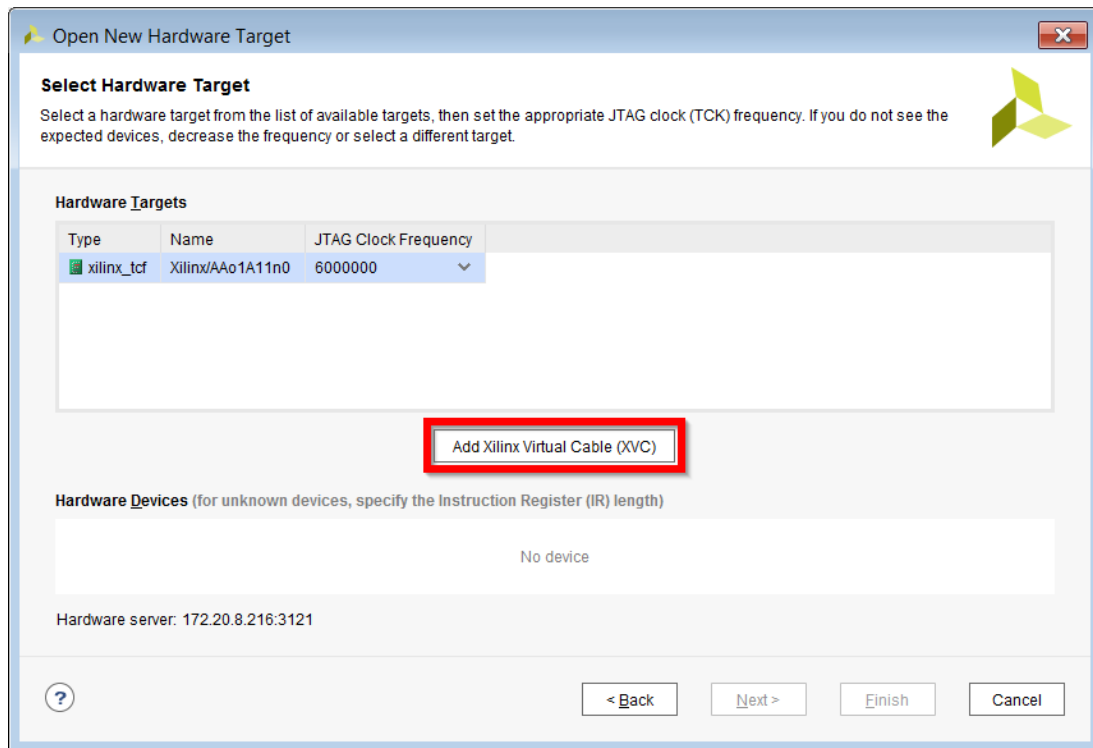 Open New Hardware Target
Select Hardware Target
Select a hardware target from the list of available targets, then set the appropriate JTAG clock (TCK) frequency. If you do not see the
expected devices, decrease the frequency or select a different target.
Hardware Targets
Type Name JTAG Clock Frequency
xilinx_tcf Xilinx/AAo1A11n0 6000000
Add Xilinx Virtual Cable (XVC)
Hardware Devices (for unknown devices, specify the Instruction Register (IR) length)
No device
Hardware server: 172.20.8.216:3121
? < Back Next > Finish Cancel